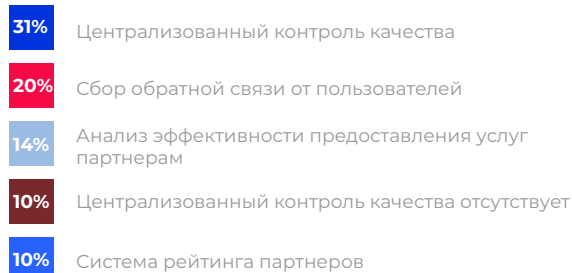 31% Централизованный контроль качества
20% Сбор обратной связи от пользователей
14% Анализ эффективности предоставления услуг
партнерам
10% Централизованный контроль качества отсутствует
10% Система рейтинга партнеров